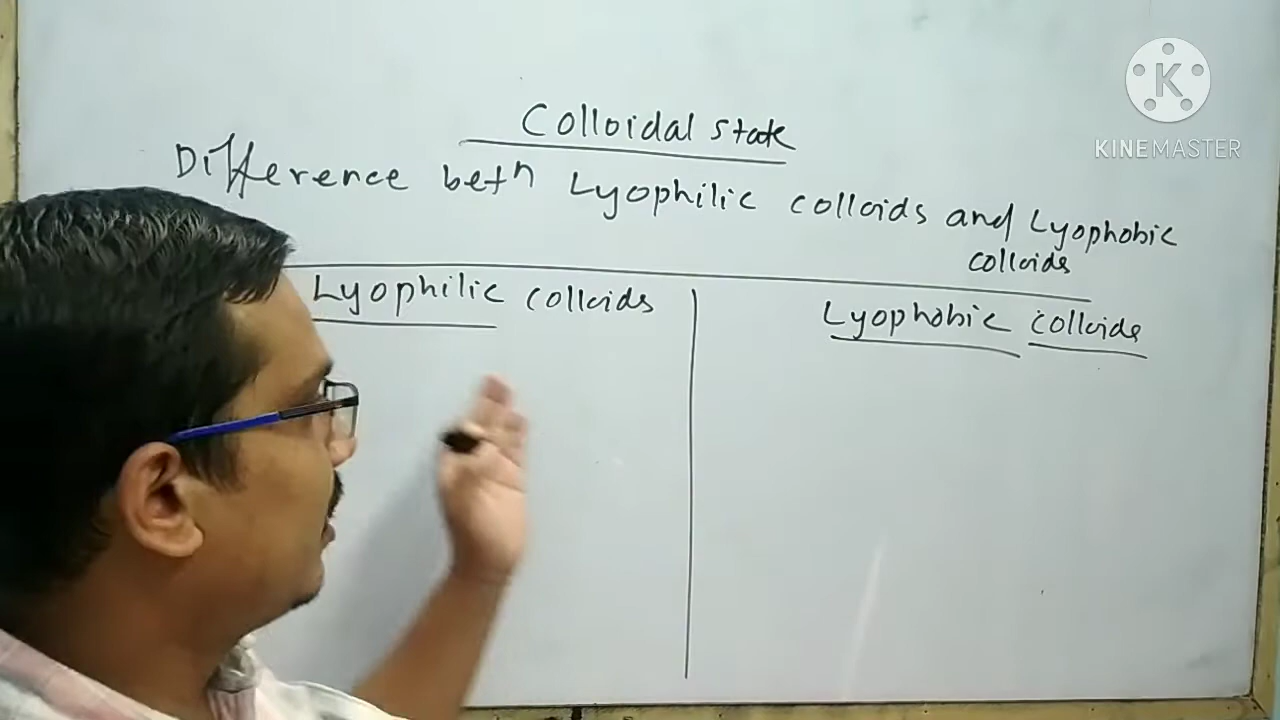 Colloidal state
Difference betn Lyophilic colloids and Lyophobic
colloids
Lyophilic colloids
Lyophobic colloids
K
KINEMASTER